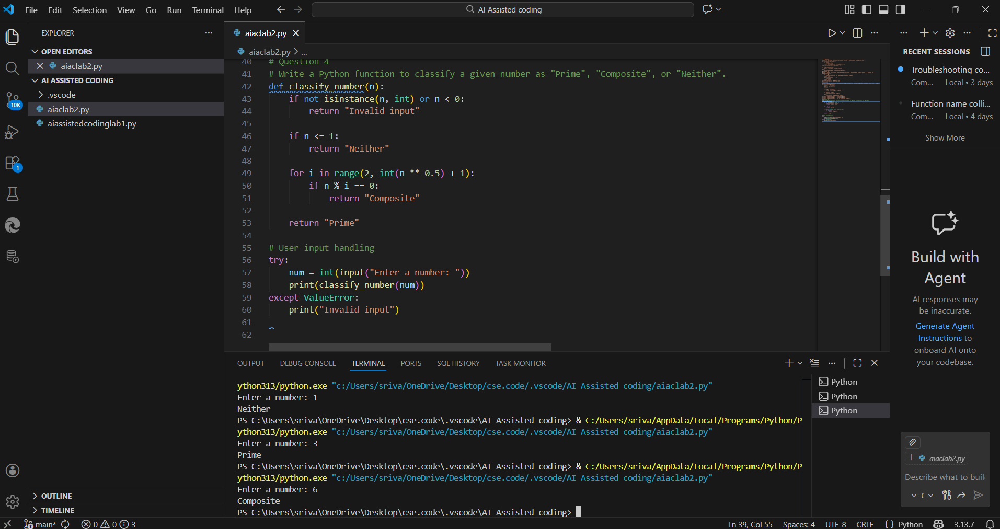 File Edit Selection View Go Run Terminal Help
AI Assisted coding
EXPLORER
OPEN EDITORS
aiaclab2.py
AI ASSISTED CODING
.vscode
aiaclab2.py
aiassistedcodinglab1.py
10K
1
OUTLINE
TIMELINE
aiaclab2.py
aiaclab2.py > ...
40 # Question 4
41 # Write a Python function to classify a given number as "Prime", "Composite", or "Neither".
42 def classify_number(n):
43     if not isinstance(n, int) or n < 0:
44         return "Invalid input"
45
46     if n <= 1:
47         return "Neither"
48
49     for i in range(2, int(n ** 0.5) + 1):
50         if n % i == 0:
51             return "Composite"
52
53     return "Prime"
54
55 # User input handling
56 try:
57     num = int(input("Enter a number: "))
58     print(classify_number(num))
59 except ValueError:
60     print("Invalid input")
61
62
OUTPUT DEBUG CONSOLE TERMINAL PORTS SQL HISTORY TASK MONITOR
ython313/python.exe "c:/Users/sriva/OneDrive/Desktop/cse.code/.vscode/AI Assisted coding/aiaclab2.py"
Enter a number: 1
Neither
PS C:\Users\sriva\OneDrive\Desktop\cse.code\.vscode\AI Assisted coding> & C:/Users/sriva/AppData/Local/Programs/Python/P
ython313/python.exe "c:/Users/sriva/OneDrive/Desktop/cse.code/.vscode/AI Assisted coding/aiaclab2.py"
Enter a number: 3
Prime
PS C:\Users\sriva\OneDrive\Desktop\cse.code\.vscode\AI Assisted coding> & C:/Users/sriva/AppData/Local/Programs/Python/P
ython313/python.exe "c:/Users/sriva/OneDrive/Desktop/cse.code/.vscode/AI Assisted coding/aiaclab2.py"
Enter a number: 6
Composite
PS C:\Users\sriva\OneDrive\Desktop\cse.code\.vscode\AI Assisted coding>
Python
Python
Python
RECENT SESSIONS
Troubleshooting co...
Com... Local • 3 days
Function name colli...
Com... Local • 4 days
Show More
Build with
Agent
AI responses may
be inaccurate.
Generate Agent
Instructions to
onboard AI onto
your codebase.
aiaclab2.py
Describe what to buil
C
main* 0 0 3
Ln 39, Col 55 Spaces: 4 UTF-8 CRLF {} Python 3.13.7